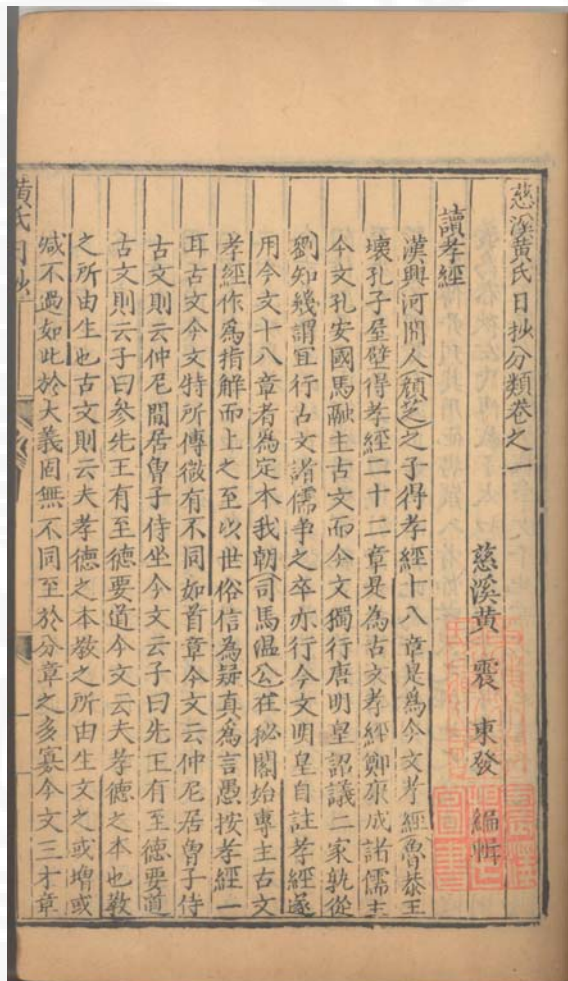 慈溪黃氏日抄分類卷之一
慈溪黃 震 東發 編輯
讀孝經
漢興河間人顏芝之子得孝經十八章是爲今文孝經魯恭王
壞孔子屋壁得孝經二十二章是為古文孝經鄭康成諸儒主
今文孔安國馬融主古文而今文獨行唐明皇詔議二家孰從
劉知幾謂宜行古文諸儒争之卒亦行今文明皇自註孝經遂
用今文十八章者為定本我朝司馬溫公在秘閣始專主古文
孝經作爲指解而上之至以世俗信為疑真爲言愚按孝經一
耳古文今文特所傳微有不同如首章今文云仲尼居曾子侍
古文則云仲尼閒居曾子侍坐今文云子曰先王有至德要道
古文則云子曰參先王有至德要道今文云夫孝德之本也教
之所由生也古文則云夫孝德之本敎之所由生文之或增或
减不過如此於大義固無不同至於分章之多寡今文三才章
黃氏日抄